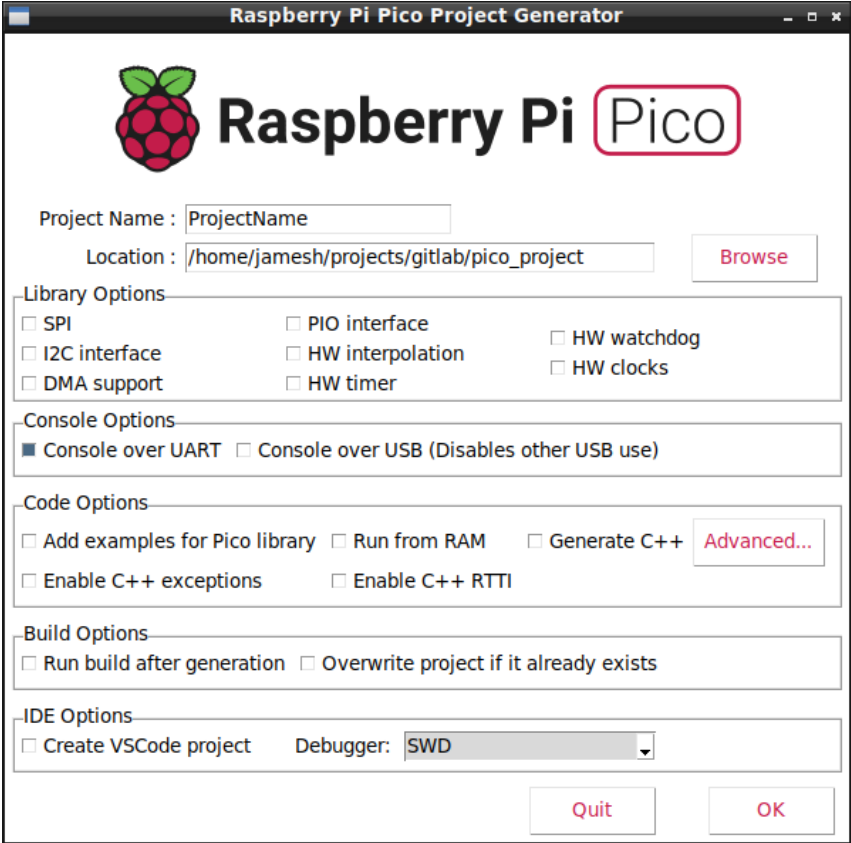 Raspberry Pi Pico Project Generator
Raspberry Pi Pico
Project Name : ProjectName
Location : /home/jamesh/projects/gitlab/pico_project Browse
Library Options
SPI PIO interface HW watchdog
I2C interface HW interpolation HW clocks
DMA support HW timer
Console Options
Console over UART Console over USB (Disables other USB use)
Code Options
Add examples for Pico library Run from RAM Generate C++ Advanced...
Enable C++ exceptions Enable C++ RTTI
Build Options
Run build after generation Overwrite project if it already exists
IDE Options
Create VSCode project Debugger: SWD
Quit OK